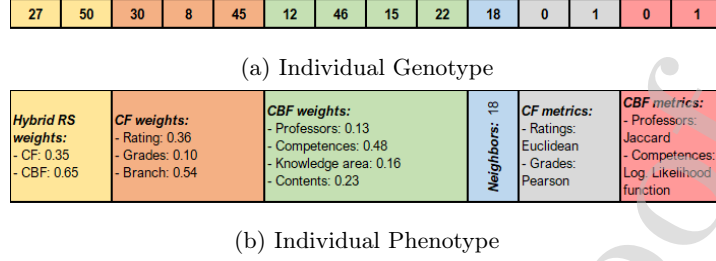 27 50 30 8 45 12 46 15 22 18 0 1 0 1
(a) Individual Genotype
Hybrid RS
weights:
- CF: 0.35
- CBF: 0.65
CF weights:
- Rating: 0.36
- Grades: 0.10
- Branch: 0.54
CBF weights:
- Professors: 0.13
- Competences: 0.48
- Knowledge area: 0.16
- Contents: 0.23
Neighbors: 18
CF metrics:
- Ratings:
Euclidean
- Grades:
Pearson
CBF metrics:
- Professors:
Jaccard
- Competences:
Log. Likelihood
function
(b) Individual Phenotype